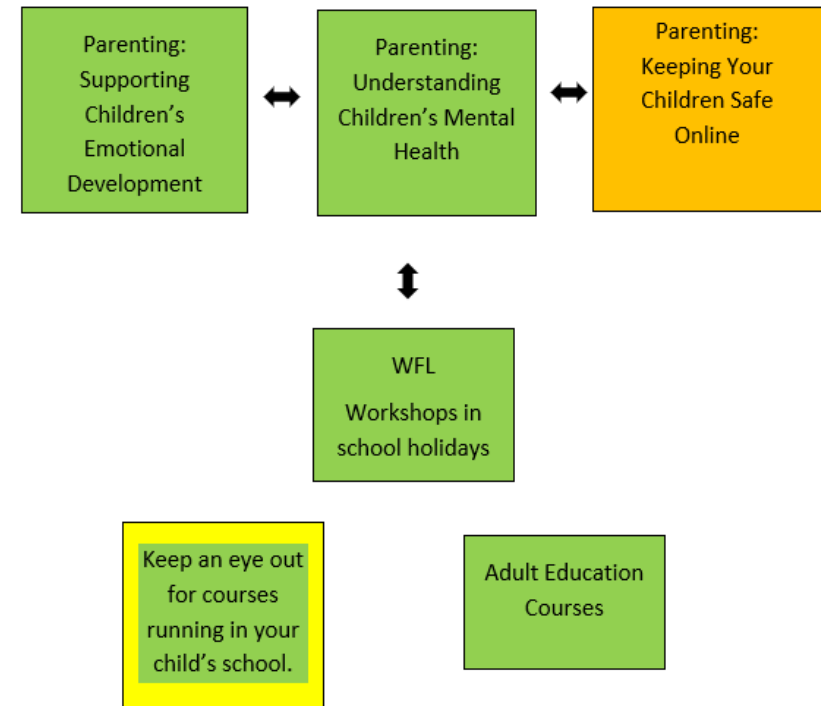 Parenting:
Supporting
Children’s
Emotional
Development
Parenting:
Understanding
Children’s Mental
Health
Parenting:
Keeping Your
Children Safe
Online
WFL
Workshops in
school holidays
Keep an eye out
for courses
running in your
child’s school.
Adult Education
Courses